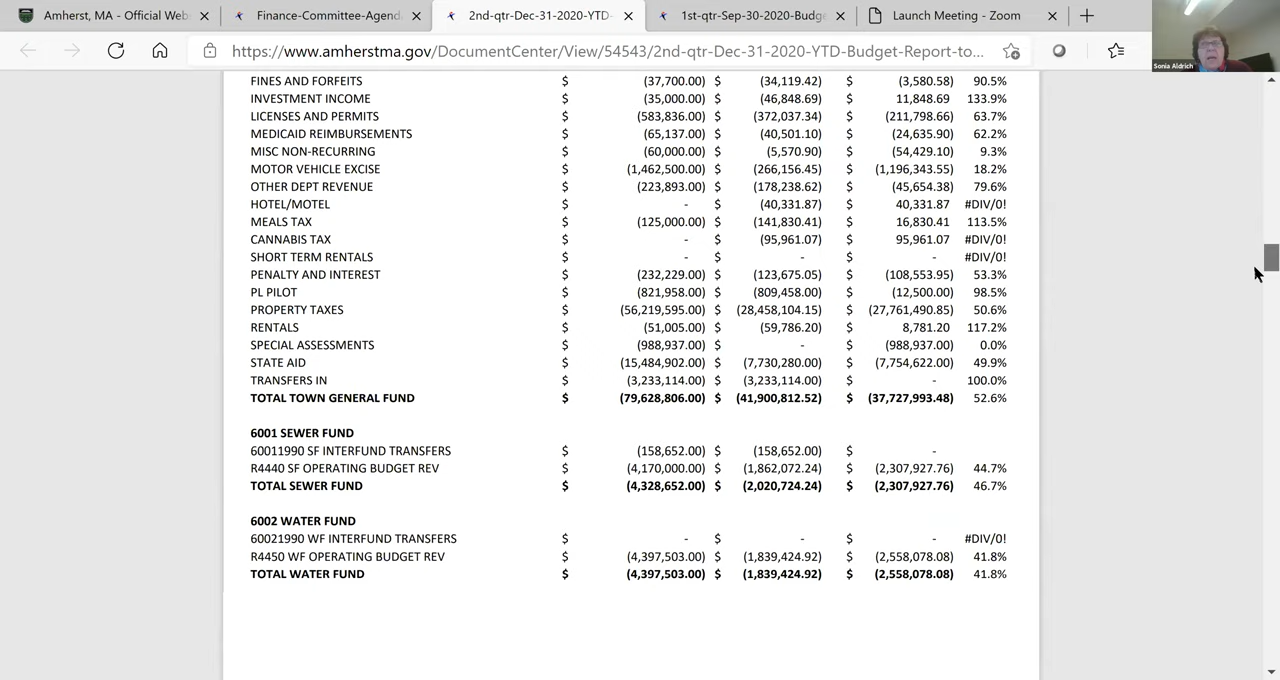 Amherst, MA - Official Web
Finance-Committee-Agend
2nd-qtr-Dec-31-2020-YTD-
1st-qtr-Sep-30-2020-Budge
Launch Meeting - Zoom
https://www.amherstma.gov/DocumentCenter/View/54543/2nd-qtr-Dec-31-2020-YTD-Budget-Report-to...
Sonia Aldrich
FINES AND FORFEITS $ (37,700.00) $ (34,119.42) $ (3,580.58) 90.5%
INVESTMENT INCOME $ (35,000.00) $ (46,848.69) $ 11,848.69 133.9%
LICENSES AND PERMITS $ (583,836.00) $ (372,037.34) $ (211,798.66) 63.7%
MEDICAID REIMBURSEMENTS $ (65,137.00) $ (40,501.10) $ (24,635.90) 62.2%
MISC NON-RECURRING $ (60,000.00) $ (5,570.90) $ (54,429.10) 9.3%
MOTOR VEHICLE EXCISE $ (1,462,500.00) $ (266,156.45) $ (1,196,343.55) 18.2%
OTHER DEPT REVENUE $ (223,893.00) $ (178,238.62) $ (45,654.38) 79.6%
HOTEL/MOTEL $ - $ (40,331.87) $ 40,331.87 #DIV/0!
MEALS TAX $ (125,000.00) $ (141,830.41) $ 16,830.41 113.5%
CANNABIS TAX $ - $ (95,961.07) $ 95,961.07 #DIV/0!
SHORT TERM RENTALS $ - $ - $ - #DIV/0!
PENALTY AND INTEREST $ (232,229.00) $ (123,675.05) $ (108,553.95) 53.3%
PL PILOT $ (821,958.00) $ (809,458.00) $ (12,500.00) 98.5%
PROPERTY TAXES $ (56,219,595.00) $ (28,458,104.15) $ (27,761,490.85) 50.6%
RENTALS $ (51,005.00) $ (59,786.20) $ 8,781.20 117.2%
SPECIAL ASSESSMENTS $ (988,937.00) $ - $ (988,937.00) 0.0%
STATE AID $ (15,484,902.00) $ (7,730,280.00) $ (7,754,622.00) 49.9%
TRANSFERS IN $ (3,233,114.00) $ (3,233,114.00) $ - 100.0%
TOTAL TOWN GENERAL FUND $ (79,628,806.00) $ (41,900,812.52) $ (37,727,993.48) 52.6%
6001 SEWER FUND
60011990 SF INTERFUND TRANSFERS $ (158,652.00) $ (158,652.00) $ -
R4440 SF OPERATING BUDGET REV $ (4,170,000.00) $ (1,862,072.24) $ (2,307,927.76) 44.7%
TOTAL SEWER FUND $ (4,328,652.00) $ (2,020,724.24) $ (2,307,927.76) 46.7%
6002 WATER FUND
60021990 WF INTERFUND TRANSFERS $ - $ - $ - #DIV/0!
R4450 WF OPERATING BUDGET REV $ (4,397,503.00) $ (1,839,424.92) $ (2,558,078.08) 41.8%
TOTAL WATER FUND $ (4,397,503.00) $ (1,839,424.92) $ (2,558,078.08) 41.8%